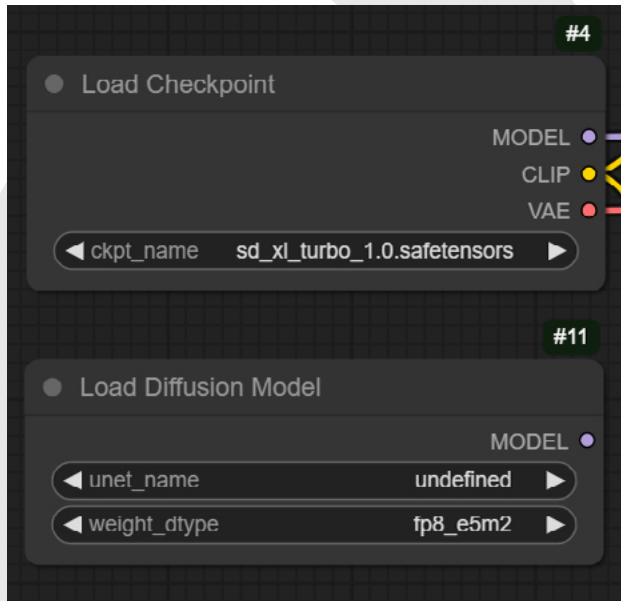 #4
Load Checkpoint
MODEL
CLIP
VAE
ckpt_name sd_xl_turbo_1.0.safetensors
#11
Load Diffusion Model
MODEL
unet_name undefined
weight_dtype fp8_e5m2